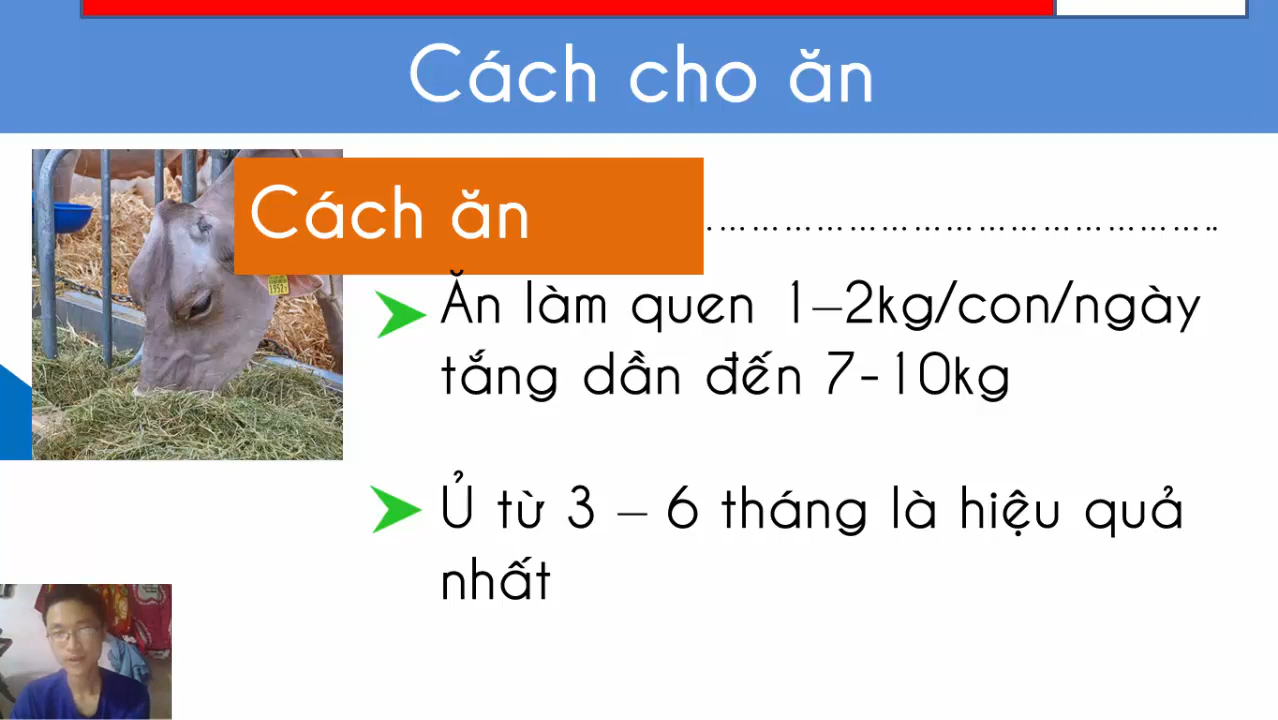 Cách cho ăn
Cách ăn
Ăn làm quen 1–2kg/con/ngày
tắng dần đến 7-10kg
Ủ từ 3 – 6 tháng là hiệu quả
nhất